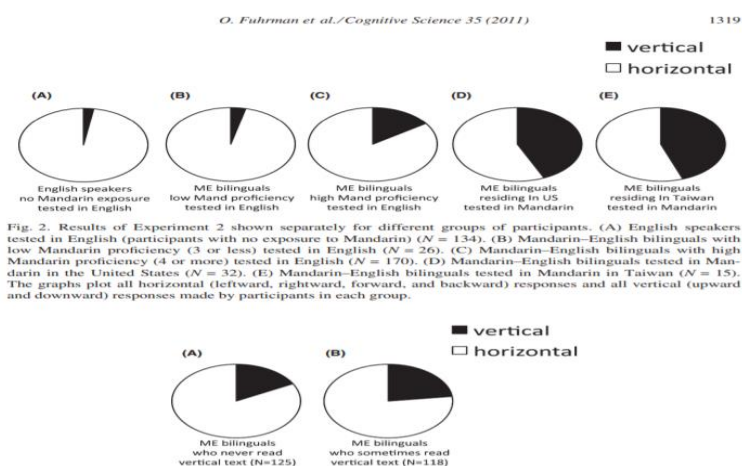 O. Fuhrman et al./Cognitive Science 35 (2011) 1319
vertical
horizontal
(A) (B) (C) (D) (E)
English speakers
no Mandarin exposure
tested in English
ME bilinguals
low Mand proficiency
tested in English
ME bilinguals
high Mand proficiency
tested in English
ME bilinguals
residing in US
tested in Mandarin
ME bilinguals
residing in Taiwan
tested in Mandarin
Fig. 2. Results of Experiment 2 shown separately for different groups of participants. (A) English speakers
tested in English (participants with no exposure to Mandarin) (N = 134). (B) Mandarin–English bilinguals with
low Mandarin proficiency (3 or less) tested in English (N = 26). (C) Mandarin–English bilinguals with high
Mandarin proficiency (4 or more) tested in English (N = 170). (D) Mandarin–English bilinguals tested in Man-
darin in the United States (N = 32). (E) Mandarin–English bilinguals tested in Mandarin in Taiwan (N = 15).
The graphs plot all horizontal (leftward, rightward, forward, and backward) responses and all vertical (upward
and downward) responses made by participants in each group.
vertical
horizontal
(A) (B)
ME bilinguals
who never read
vertical text (N=125)
ME bilinguals
who sometimes read
vertical text (N=118)